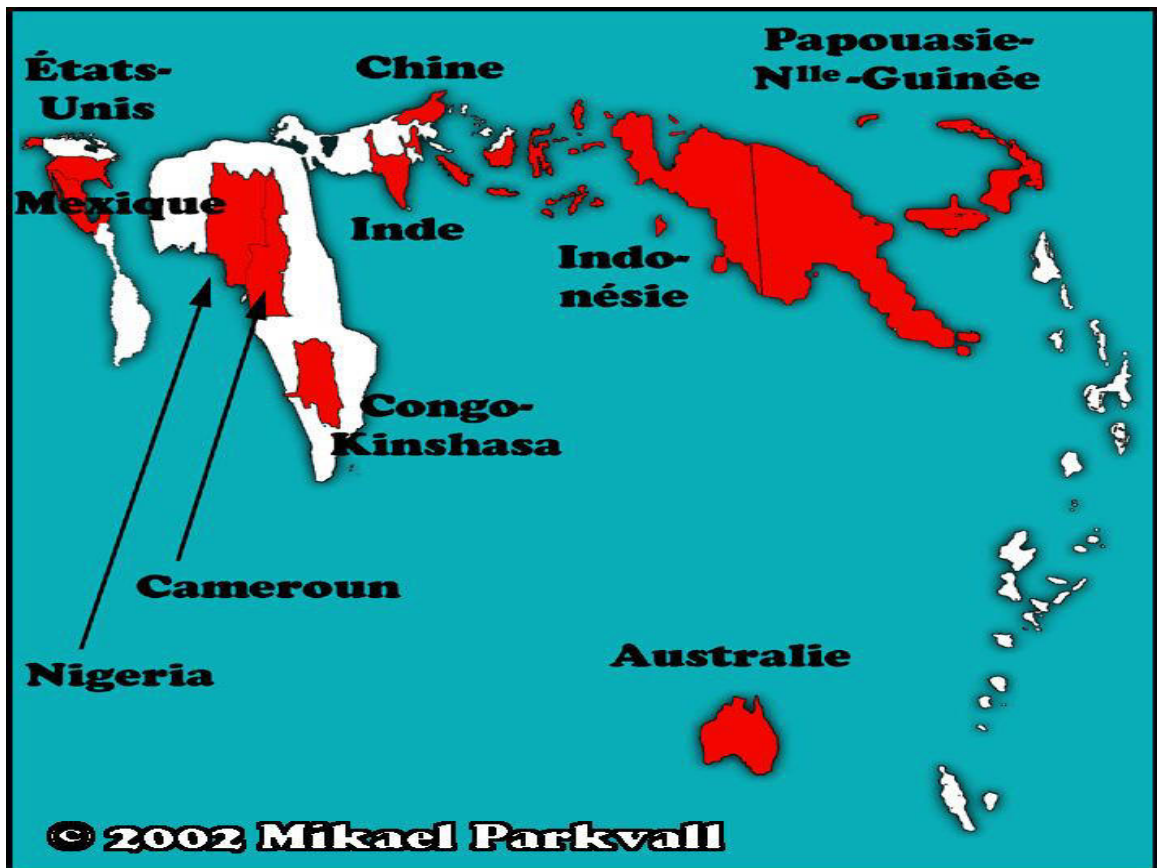 États-
Unis
Chine
Papouasie-
Nlle-Guinée
Mexique
Inde
Indo-
nésie
Congo-
Kinshasa
Cameroun
Nigeria
Australie
© 2002 Mikael Parkvall